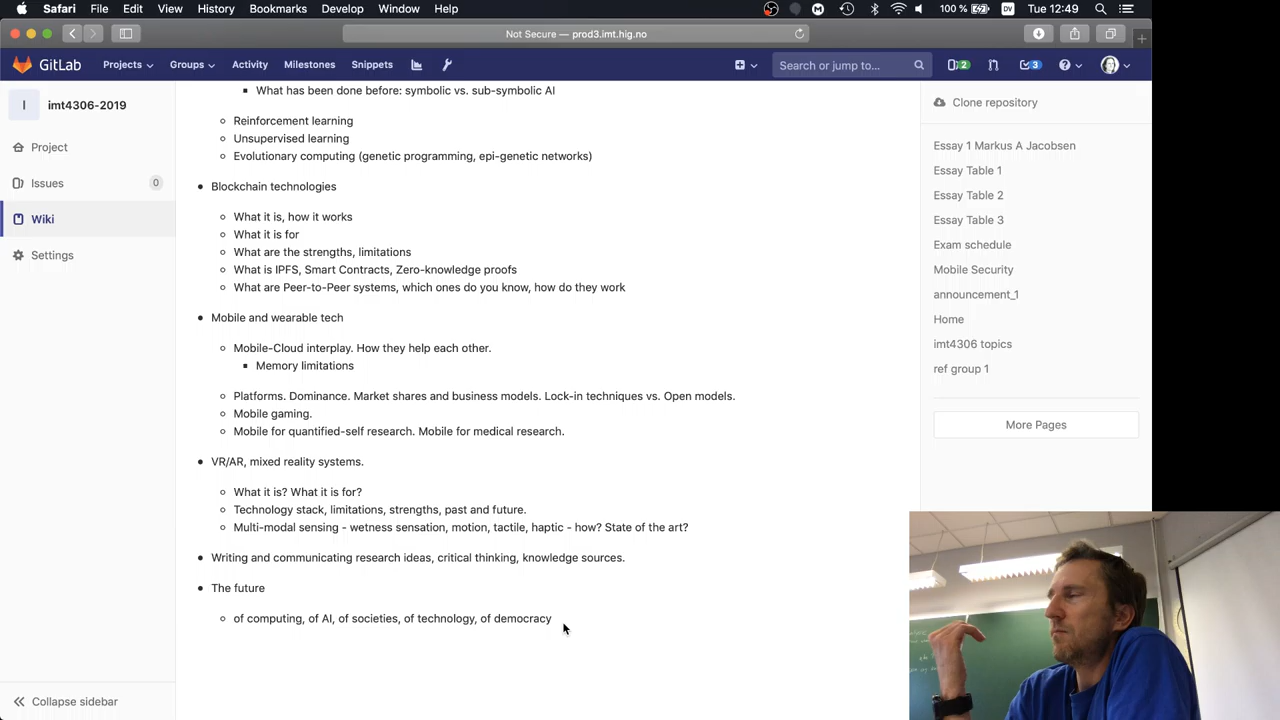 Safari File Edit View History Bookmarks Develop Window Help 100 % DV Tue 12:49
Not Secure — prod3.imt.hig.no
GitLab Projects Groups Activity Milestones Snippets Search or jump to... 2 3
I imt4306-2019
Project
Issues 0
Wiki
Settings
Collapse sidebar
What has been done before: symbolic vs. sub-symbolic AI
Reinforcement learning
Unsupervised learning
Evolutionary computing (genetic programming, epi-genetic networks)
Blockchain technologies
What it is, how it works
What it is for
What are the strengths, limitations
What is IPFS, Smart Contracts, Zero-knowledge proofs
What are Peer-to-Peer systems, which ones do you know, how do they work
Mobile and wearable tech
Mobile-Cloud interplay. How they help each other.
Memory limitations
Platforms. Dominance. Market shares and business models. Lock-in techniques vs. Open models.
Mobile gaming.
Mobile for quantified-self research. Mobile for medical research.
VR/AR, mixed reality systems.
What it is? What it is for?
Technology stack, limitations, strengths, past and future.
Multi-modal sensing - wetness sensation, motion, tactile, haptic - how? State of the art?
Writing and communicating research ideas, critical thinking, knowledge sources.
The future
of computing, of AI, of societies, of technology, of democracy
Clone repository
Essay 1 Markus A Jacobsen
Essay Table 1
Essay Table 2
Essay Table 3
Exam schedule
Mobile Security
announcement_1
Home
imt4306 topics
ref group 1
More Pages